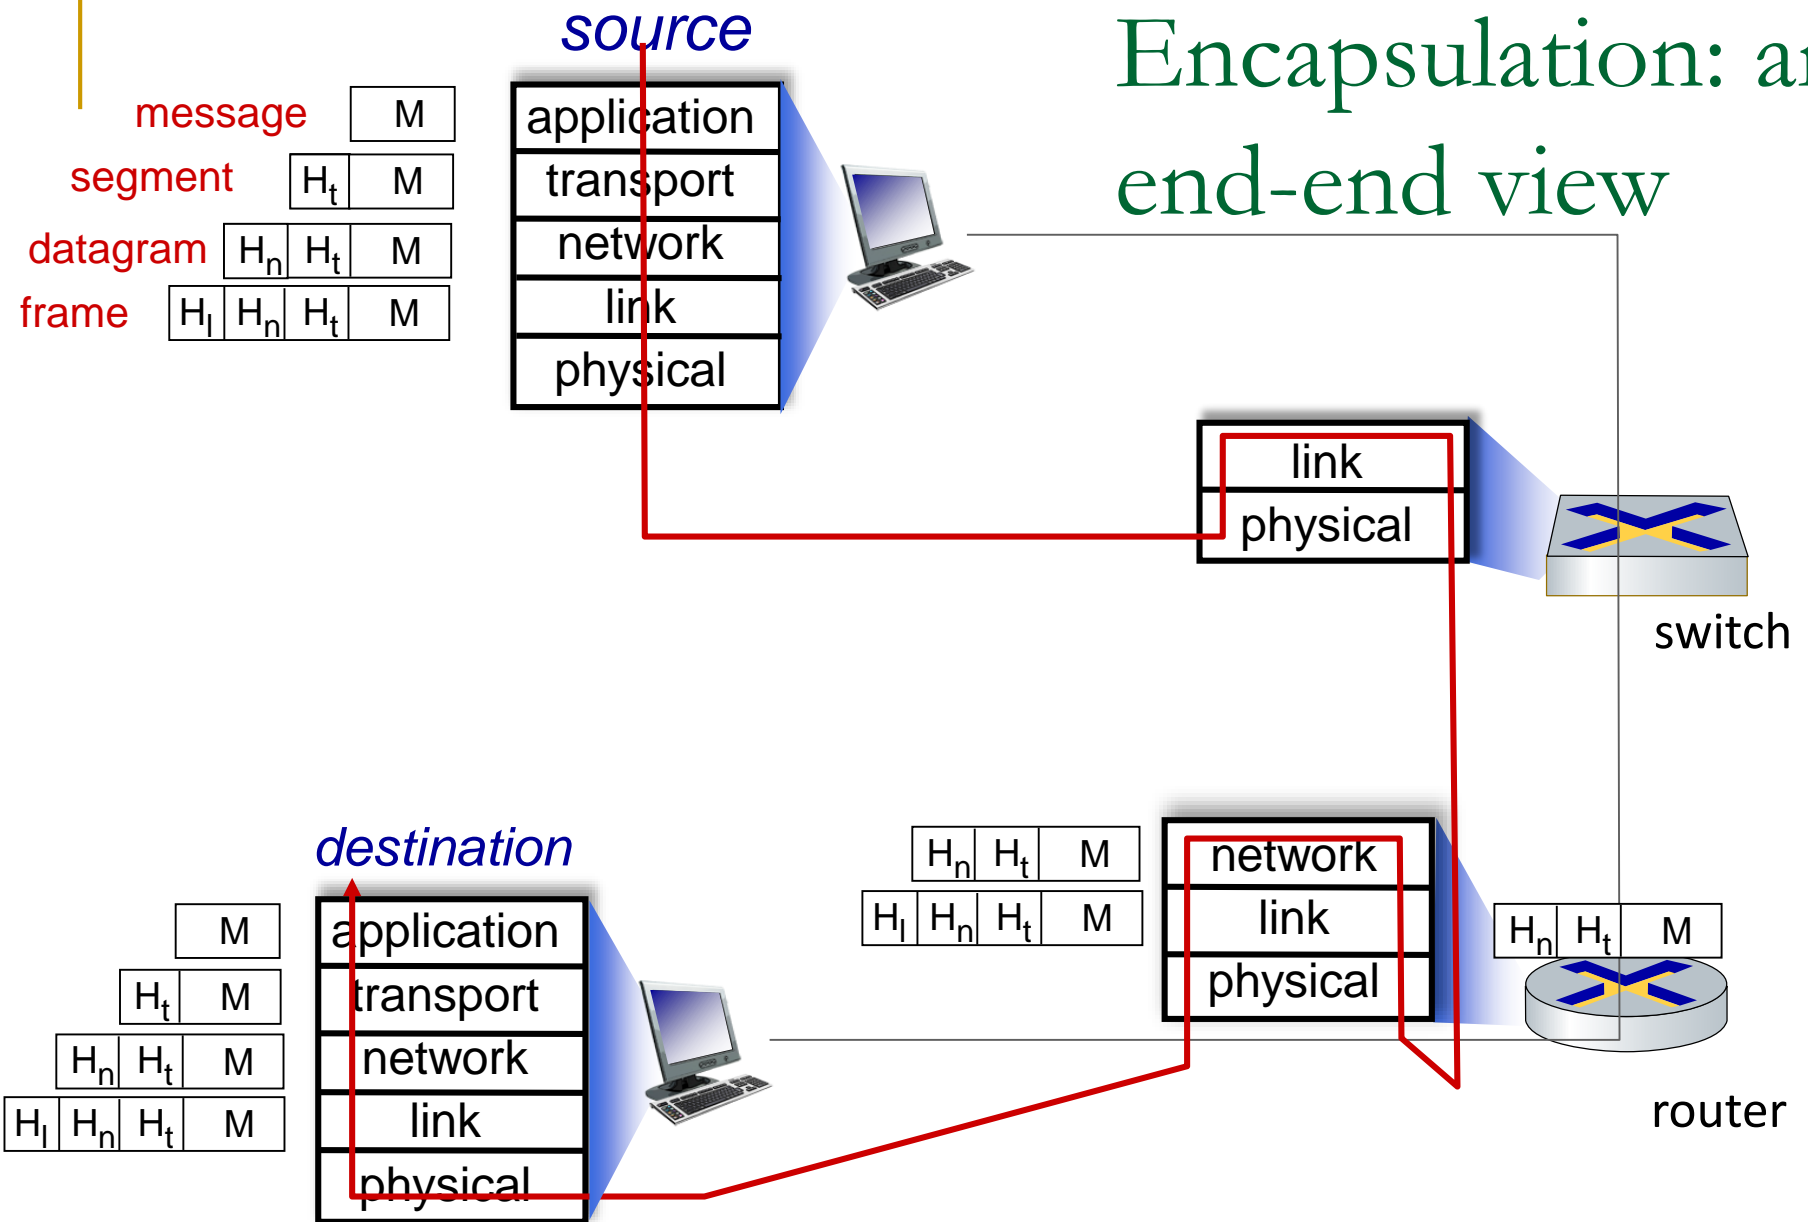 source
Encapsulation: an
end-end view
message M
application
segment Ht M
transport
datagram Hn Ht M
network
frame Hl Hn Ht M
link
physical
link
physical
switch
destination
Hn Ht M
network
Hl Hn Ht M
link
Hn Ht M
physical
router
M
application
Ht M
transport
Hn Ht M
network
Hl Hn Ht M
link
physical